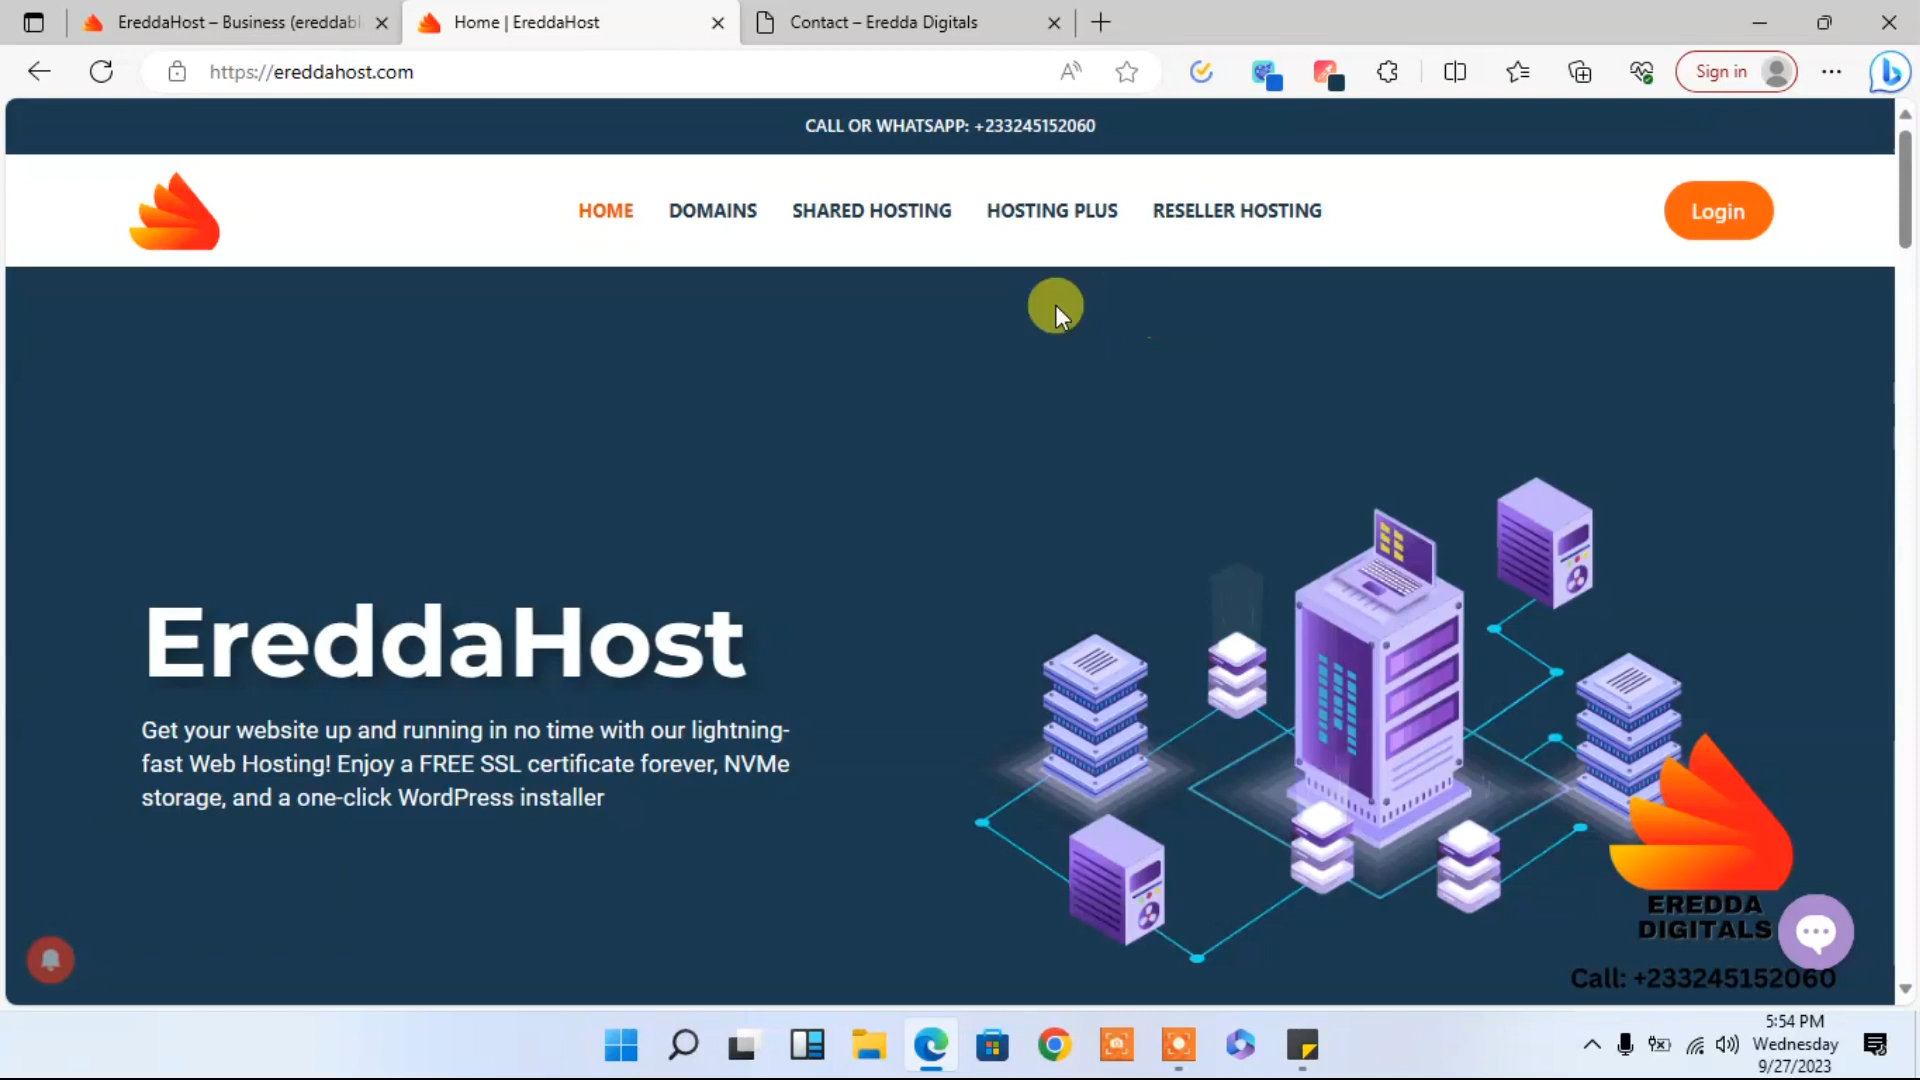 EreddaHost – Business (ereddabl
Home | EreddaHost
Contact – Eredda Digitals
https://ereddahost.com
Sign in
CALL OR WHATSAPP: +233245152060
HOME
DOMAINS
SHARED HOSTING
HOSTING PLUS
RESELLER HOSTING
Login
EreddaHost
Get your website up and running in no time with our lightning-
fast Web Hosting! Enjoy a FREE SSL certificate forever, NVMe
storage, and a one-click WordPress installer
EREDDA
DIGITALS
Call: +233245152060
5:54 PM
Wednesday
9/27/2023